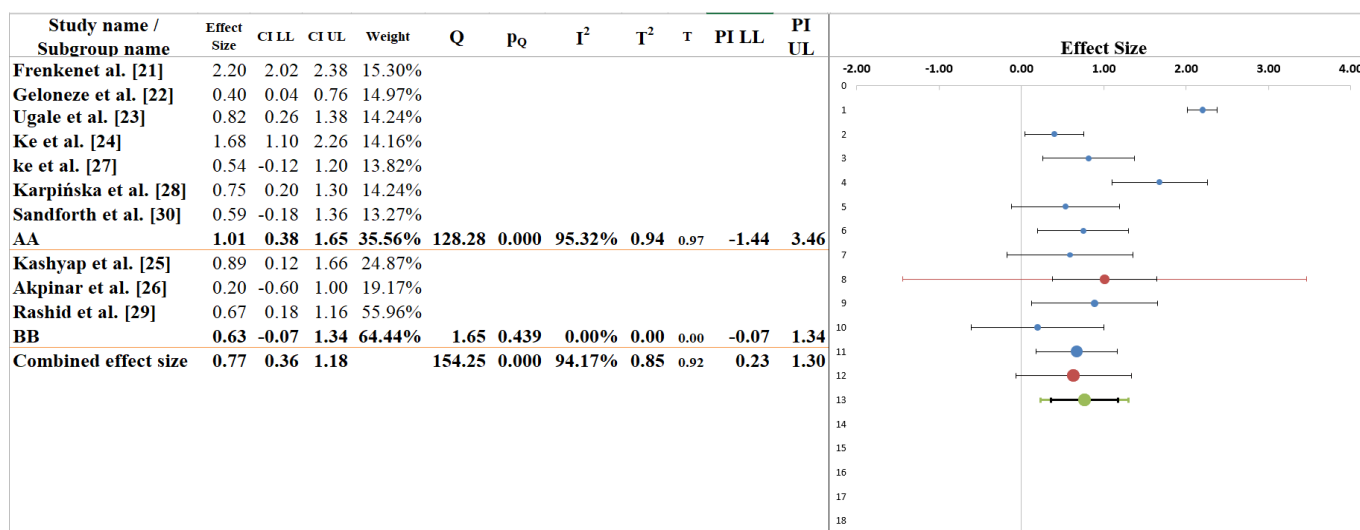 Study name / Subgroup name Effect Size CI LL CI UL Weight Q pQ I² T² T PI LL PI UL
Frenkenet al. [21] 2.20 2.02 2.38 15.30%
Geloneze et al. [22] 0.40 0.04 0.76 14.97%
Ugale et al. [23] 0.82 0.26 1.38 14.24%
Ke et al. [24] 1.68 1.10 2.26 14.16%
ke et al. [27] 0.54 -0.12 1.20 13.82%
Karpińska et al. [28] 0.75 0.20 1.30 14.24%
Sandforth et al. [30] 0.59 -0.18 1.36 13.27%
AA 1.01 0.38 1.65 35.56% 128.28 0.000 95.32% 0.94 0.97 -1.44 3.46
Kashyap et al. [25] 0.89 0.12 1.66 24.87%
Akpinar et al. [26] 0.20 -0.60 1.00 19.17%
Rashid et al. [29] 0.67 0.18 1.16 55.96%
BB 0.63 -0.07 1.34 64.44% 1.65 0.439 0.00% 0.00 0.00 -0.07 1.34
Combined effect size 0.77 0.36 1.18 154.25 0.000 94.17% 0.85 0.92 0.23 1.30
Effect Size
-2.00 -1.00 0.00 1.00 2.00 3.00 4.00
0
1
2
3
4
5
6
7
8
9
10
11
12
13
14
15
16
17
18